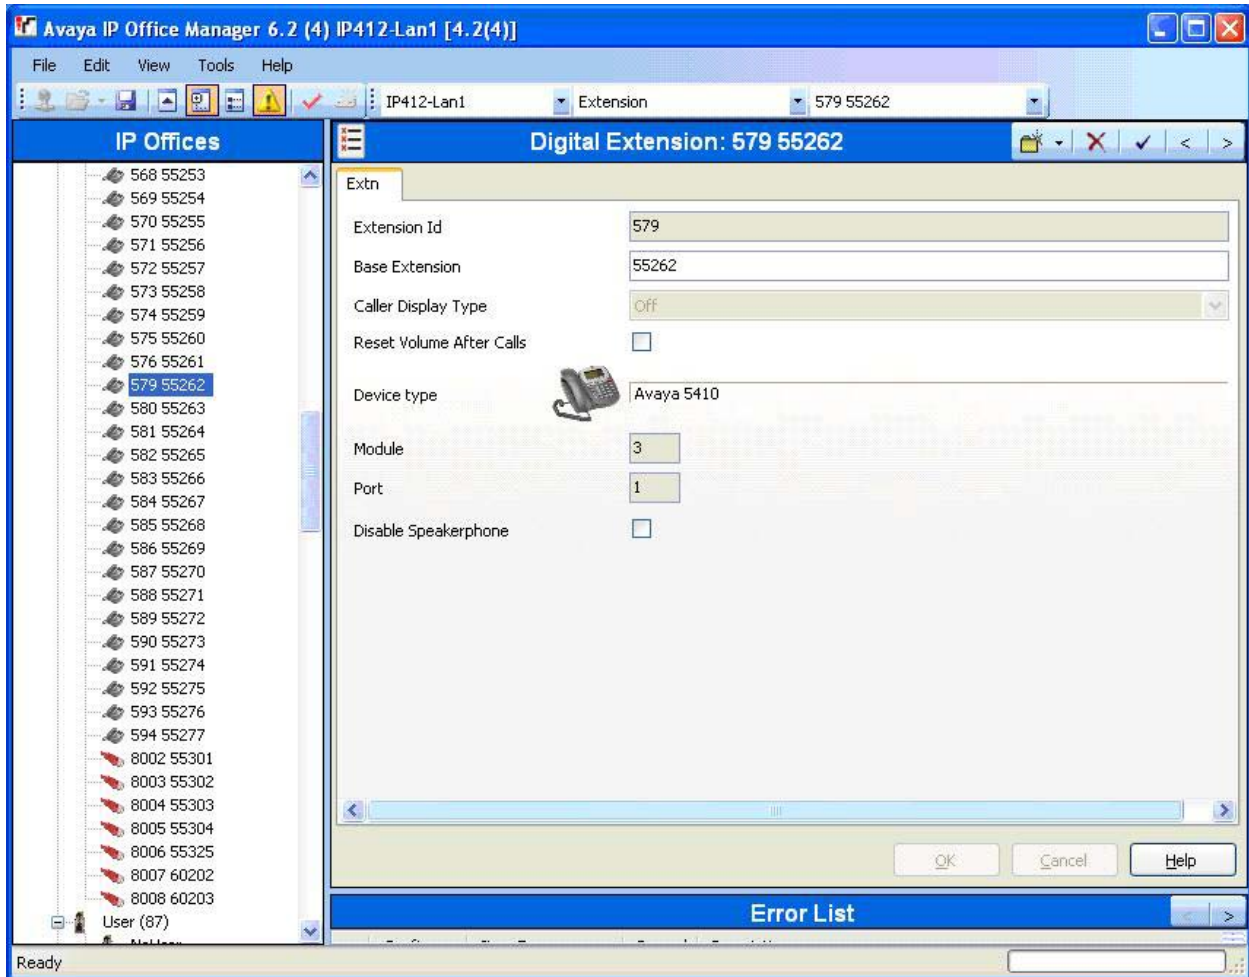 Avaya IP Office Manager 6.2 (4) IP412-Lan1 [4.2(4)]
File Edit View Tools Help
IP412-Lan1 Extension 579 55262
IP Offices
568 55253
569 55254
570 55255
571 55256
572 55257
573 55258
574 55259
575 55260
576 55261
579 55262
580 55263
581 55264
582 55265
583 55266
584 55267
585 55268
586 55269
587 55270
588 55271
589 55272
590 55273
591 55274
592 55275
593 55276
594 55277
8002 55301
8003 55302
8004 55303
8005 55304
8006 55325
8007 60202
8008 60203
User (87)
Digital Extension: 579 55262
Extn
Extension Id 579
Base Extension 55262
Caller Display Type Off
Reset Volume After Calls
Device type Avaya 5410
Module 3
Port 1
Disable Speakerphone
OK Cancel Help
Error List
Ready